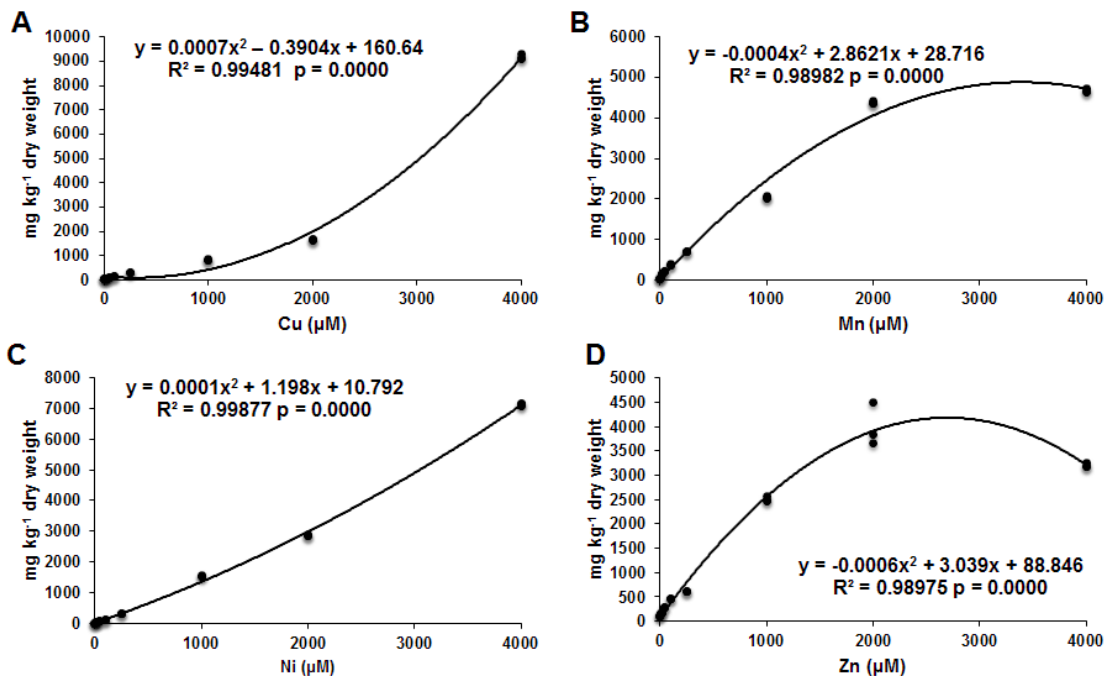 A
y = 0.0007x² – 0.3904x + 160.64
R² = 0.99481 p = 0.0000
mg kg⁻¹ dry weight
10000
9000
8000
7000
6000
5000
4000
3000
2000
1000
0
0 1000 2000 3000 4000
Cu (µM)
B
y = -0.0004x² + 2.8621x + 28.716
R² = 0.98982 p = 0.0000
mg kg⁻¹ dry weight
6000
5000
4000
3000
2000
1000
0
0 1000 2000 3000 4000
Mn (µM)
C
y = 0.0001x² + 1.198x + 10.792
R² = 0.99877 p = 0.0000
mg kg⁻¹ dry weight
8000
7000
6000
5000
4000
3000
2000
1000
0
0 1000 2000 3000 4000
Ni (µM)
D
mg kg⁻¹ dry weight
5000
4500
4000
3500
3000
2500
2000
1500
1000
500
0
y = -0.0006x² + 3.039x + 88.846
R² = 0.98975 p = 0.0000
0 1000 2000 3000 4000
Zn (µM)